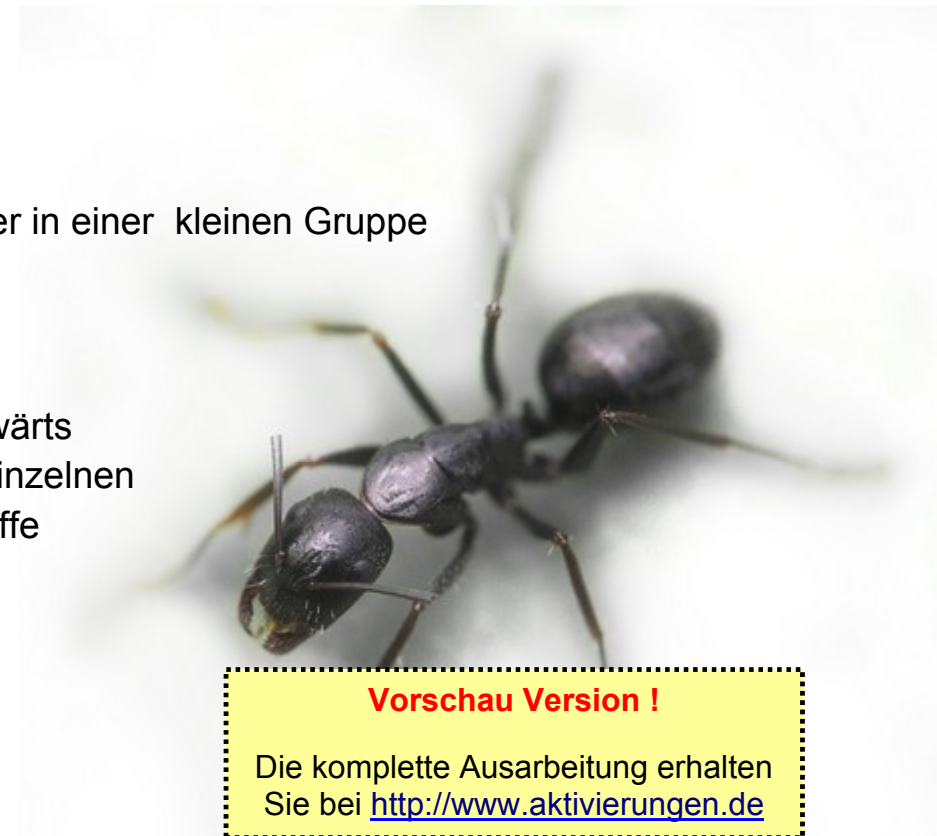 er in einer kleinen Gruppe
wärts
inzelnen
ffe
Vorschau Version !
Die komplette Ausarbeitung erhalten
Sie bei http://www.aktivierungen.de